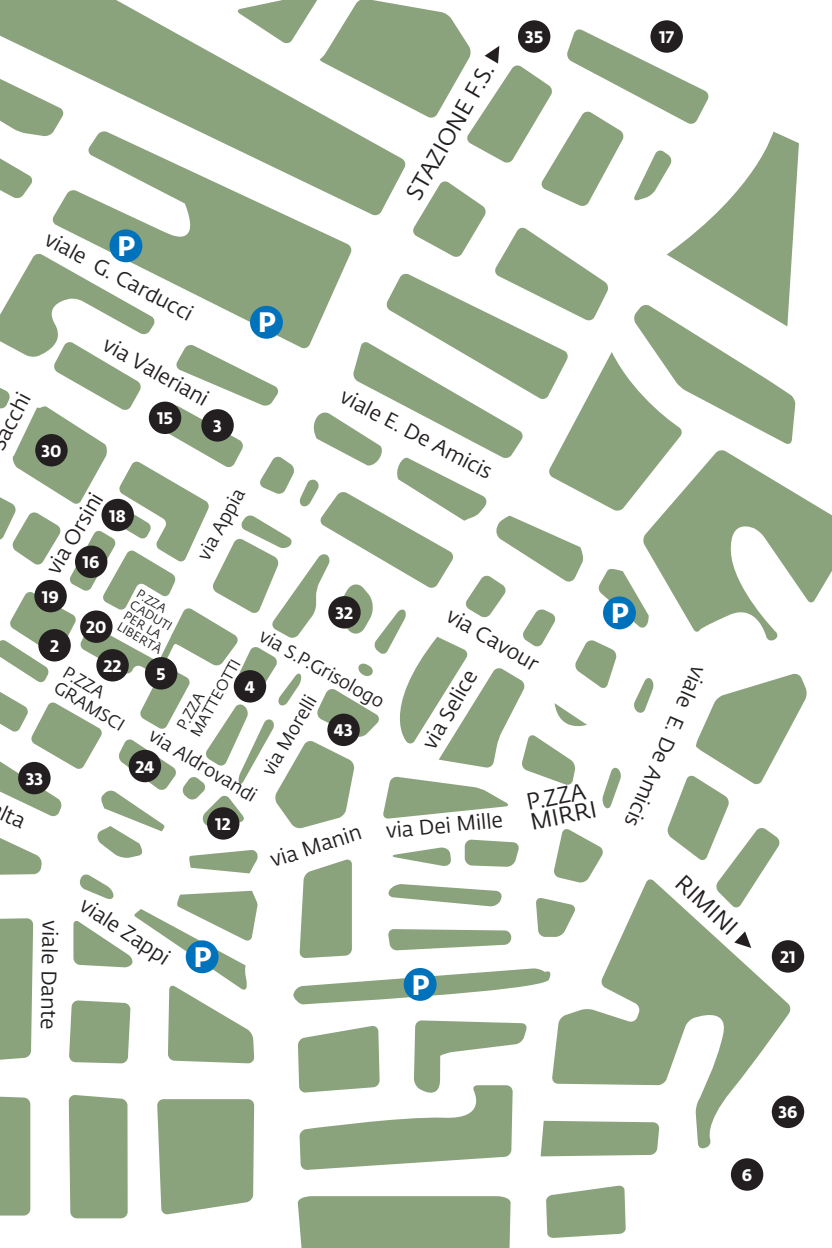 35
17
STAZIONE F.S.
P
viale G. Carducci
P
via Valeriani
viale E. De Amicis
sacchi
15
3
30
18
via Orsini
via Appia
16
19
P.ZZA
CADUTI
PER LA
LIBERTÀ
32
P
20
via Cavour
2
22
via S.P.Grisologo
5
4
P.ZZA
GRAMSCI
P.ZZA
MATTEOTTI
via Morelli
via Selice
43
viale E. De Amicis
24
via Aldrovandi
33
P.ZZA
MIRRI
12
via Dei Mille
via Manin
alta
RIMINI
viale Zappi
viale Dante
P
21
P
36
6